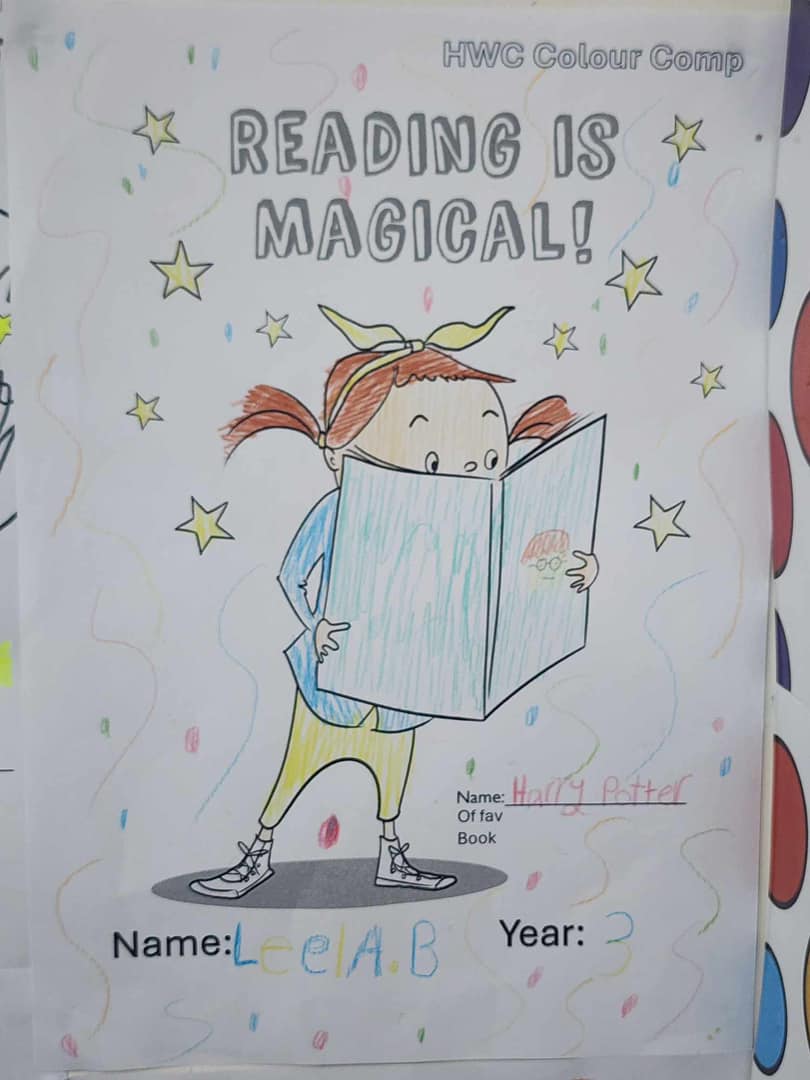 HWC Colour Comp
READING IS
MAGICAL!
Name: Harry Potter
Of fav
Book
Name: LeelA.B
Year: 3